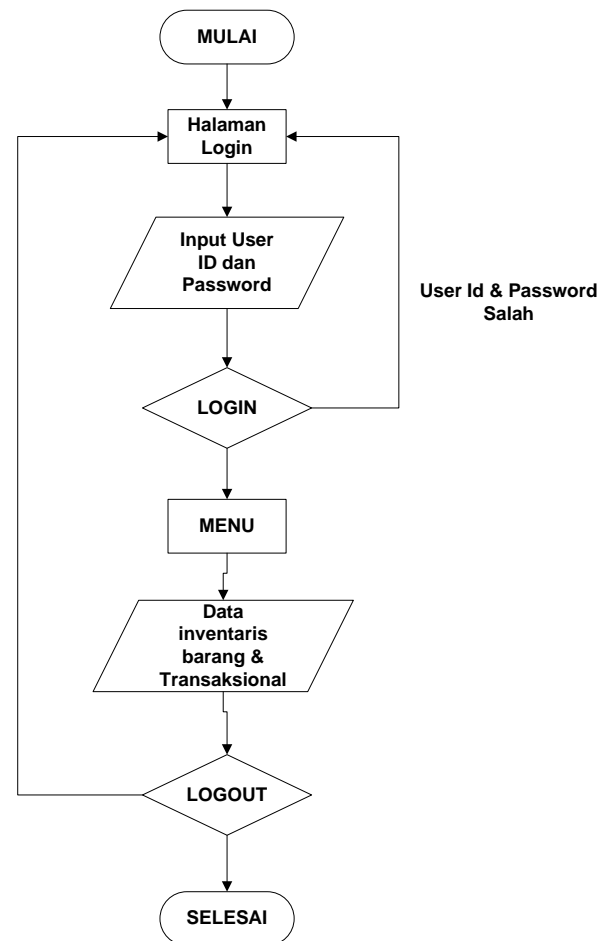 MULAI
Halaman
Login
Input User
ID dan
Password
User Id & Password
Salah
LOGIN
MENU
Data
inventaris
barang &
Transaksional
LOGOUT
SELESAI